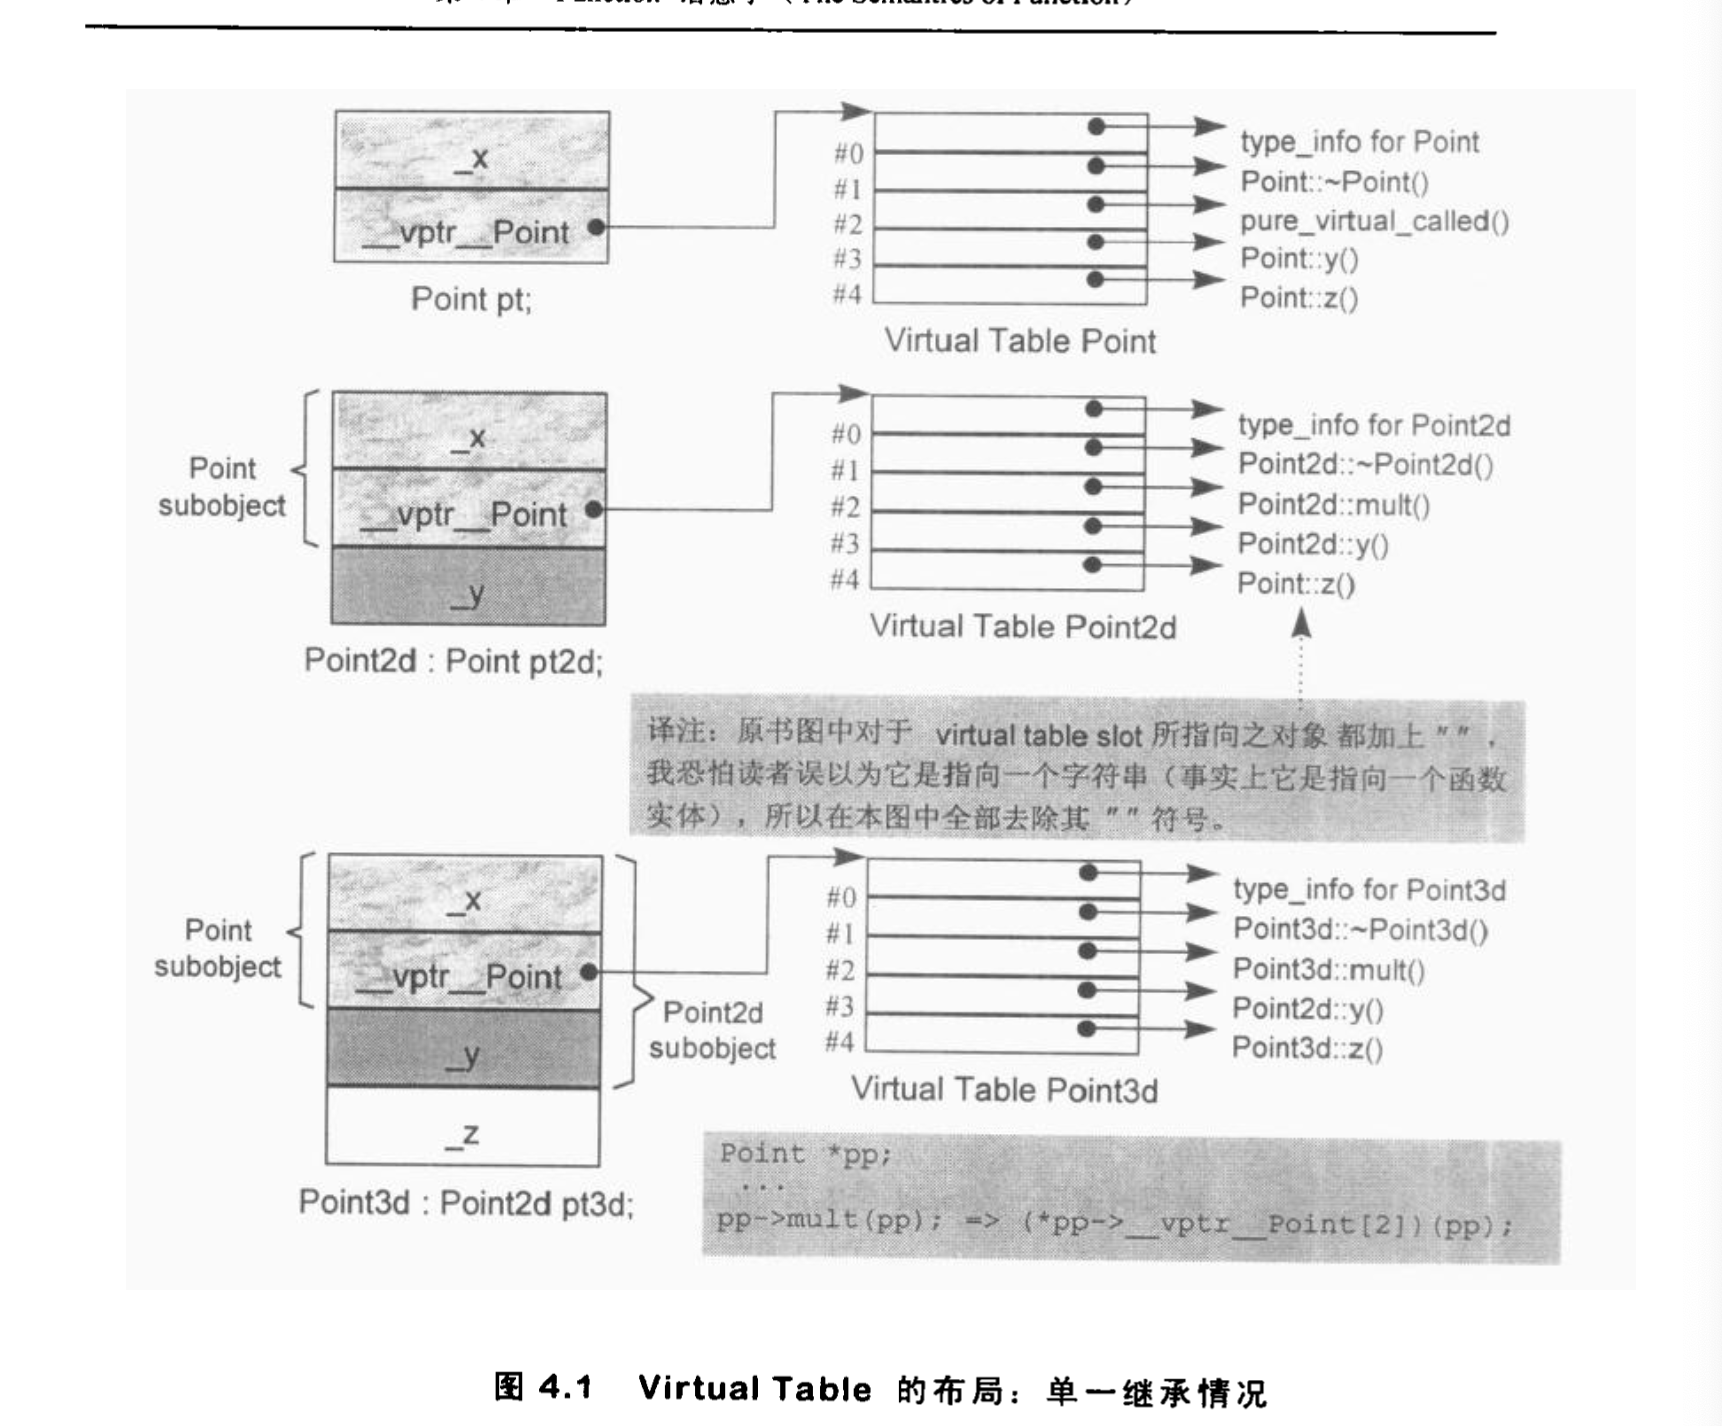 Function
(The Semantics of Function)
_x
__vptr__Point
Point pt;
#0
#1
#2
#3
#4
type_info for Point
Point::~Point()
pure_virtual_called()
Point::y()
Point::z()
Virtual Table Point
Point
subobject
_x
__vptr__Point
_y
Point2d : Point pt2d;
#0
#1
#2
#3
#4
type_info for Point2d
Point2d::~Point2d()
Point2d::mult()
Point2d::y()
Point::z()
Virtual Table Point2d
译注：原书图中对于 virtual table slot 所指向之对象 都加上 "" ，
我恐怕读者误以为它是指向一个字符串（事实上它是指向一个函数
实体），所以在本图中全部去除其 "" 符号。
Point
subobject
_x
__vptr__Point
_y
_z
Point2d
subobject
Point3d : Point2d pt3d;
#0
#1
#2
#3
#4
type_info for Point3d
Point3d::~Point3d()
Point3d::mult()
Point2d::y()
Point3d::z()
Virtual Table Point3d
Point *pp;
...
pp->mult(pp); => (*pp->__vptr__Point[2])(pp);
图 4.1 Virtual Table 的布局：单一继承情况